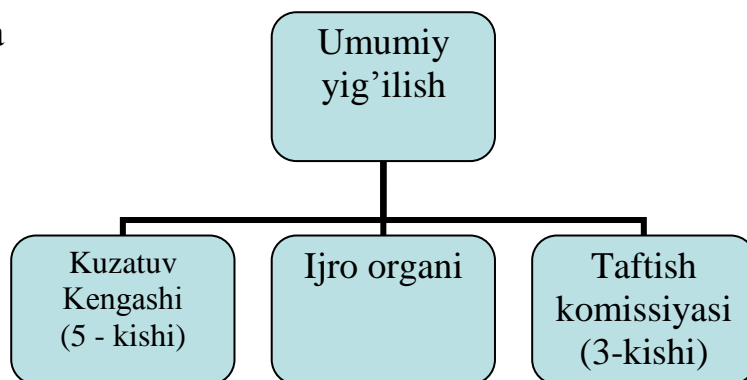 Umumiy
yig’ilish
Kuzatuv
Kengashi
(5 - kishi)
Ijro organi
Taftish
komissiyasi
(3-kishi)